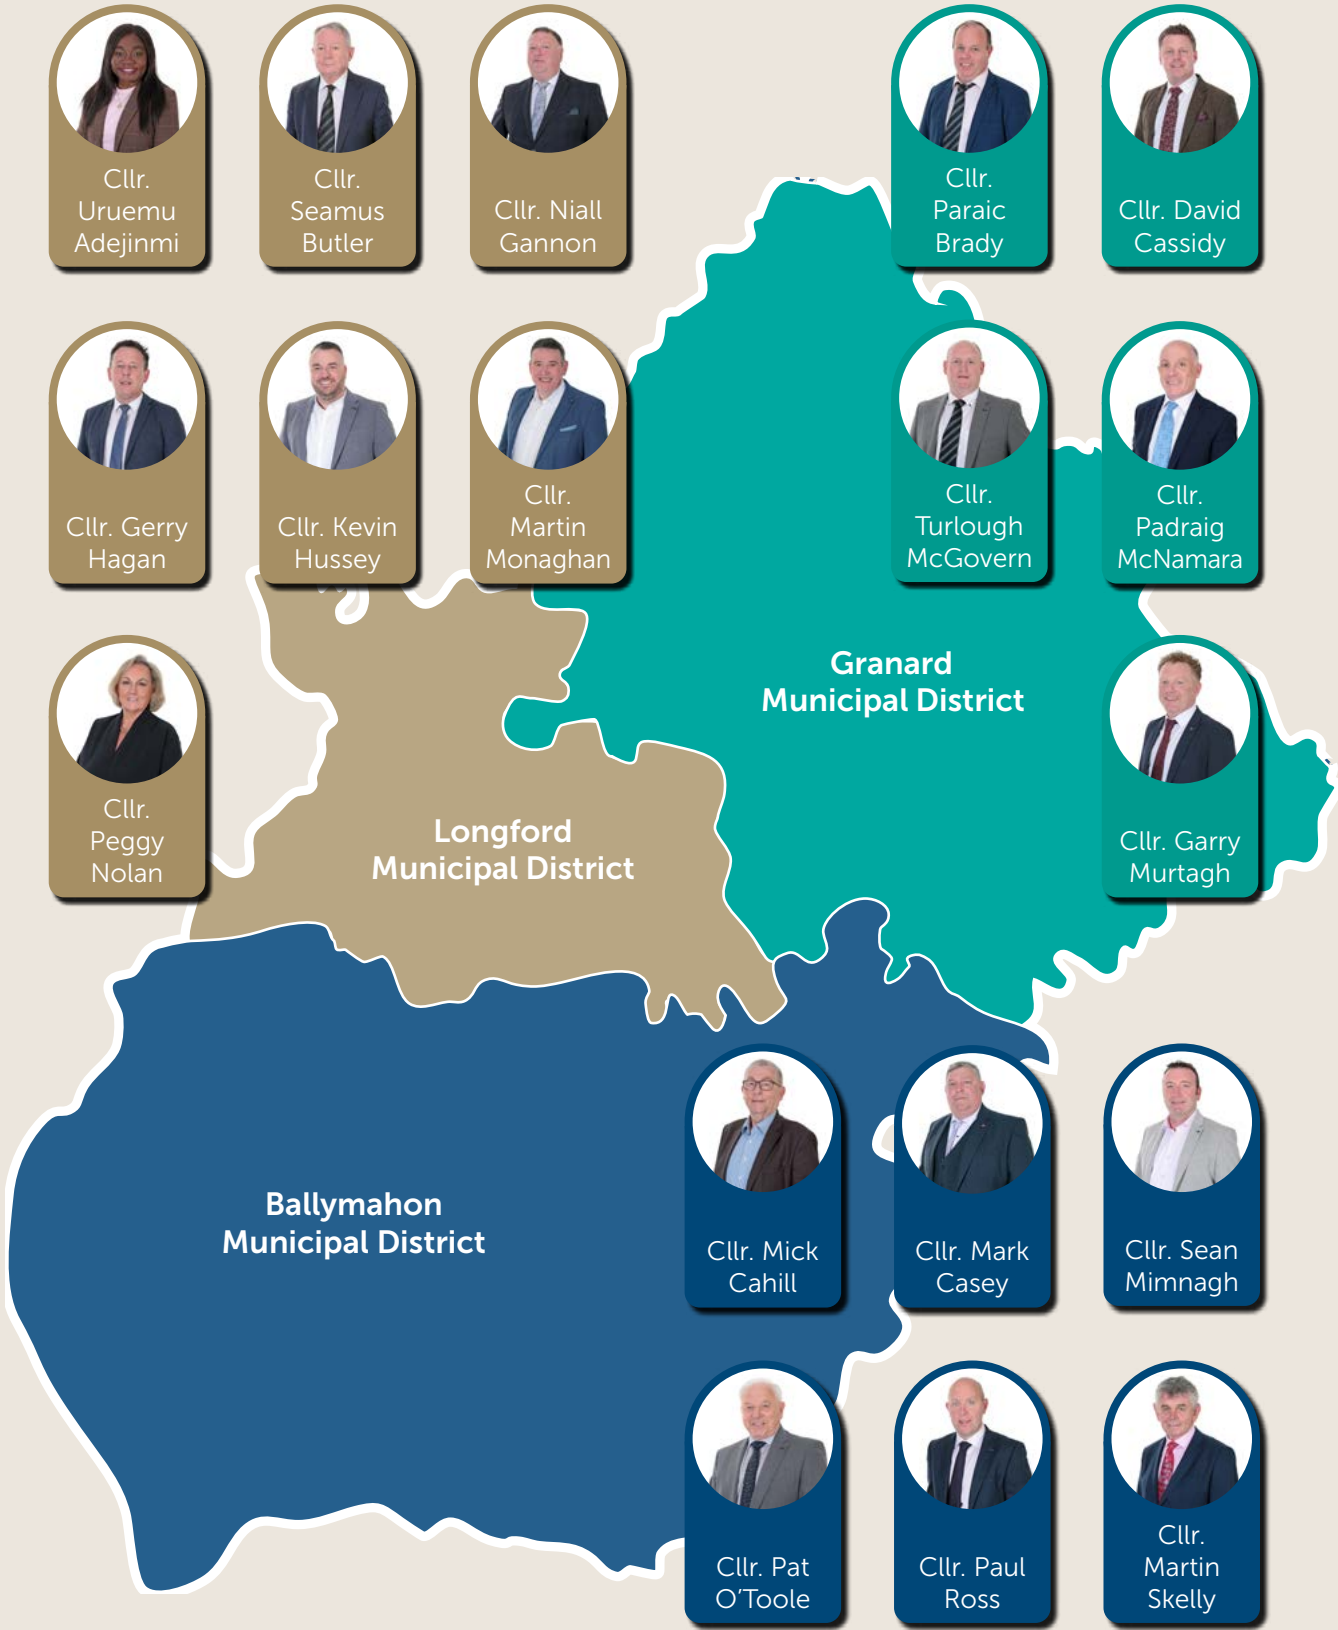 Cllr.
Uruemu
Adejinmi
Cllr.
Seamus
Butler
Cllr. Niall
Gannon
Cllr.
Paraic
Brady
Cllr. David
Cassidy
Cllr. Gerry
Hagan
Cllr. Kevin
Hussey
Cllr.
Martin
Monaghan
Cllr.
Turlough
McGovern
Cllr.
Padraig
McNamara
Granard
Municipal District
Cllr.
Peggy
Nolan
Longford
Municipal District
Cllr. Garry
Murtagh
Ballymahon
Municipal District
Cllr. Mick
Cahill
Cllr. Mark
Casey
Cllr. Sean
Mimnagh
Cllr. Pat
O'Toole
Cllr. Paul
Ross
Cllr.
Martin
Skelly